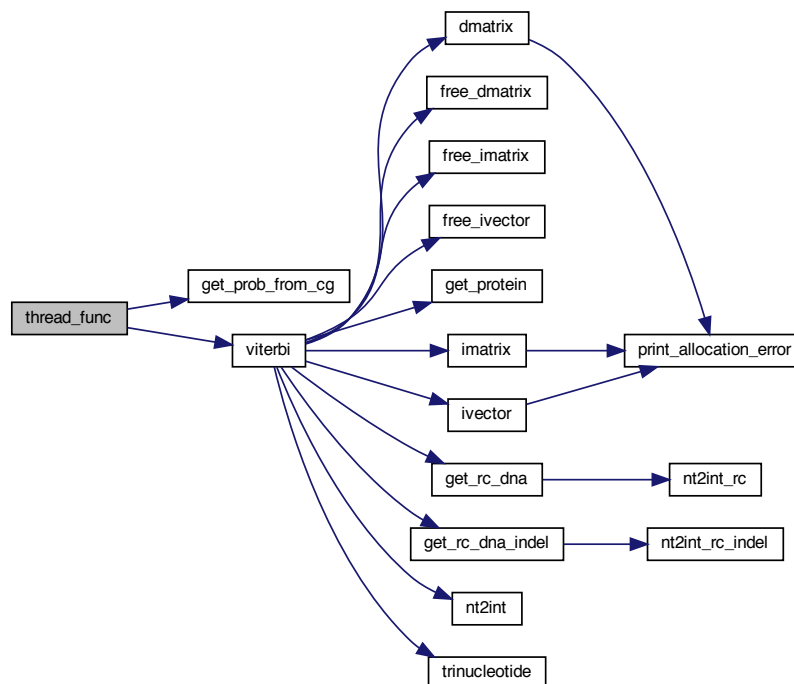 dmatrix
free_dmatrix
free_imatrix
free_ivector
get_prob_from_cg
get_protein
thread_func
viterbi
imatrix
print_allocation_error
ivector
get_rc_dna
nt2int_rc
get_rc_dna_indel
nt2int_rc_indel
nt2int
trinucleotide